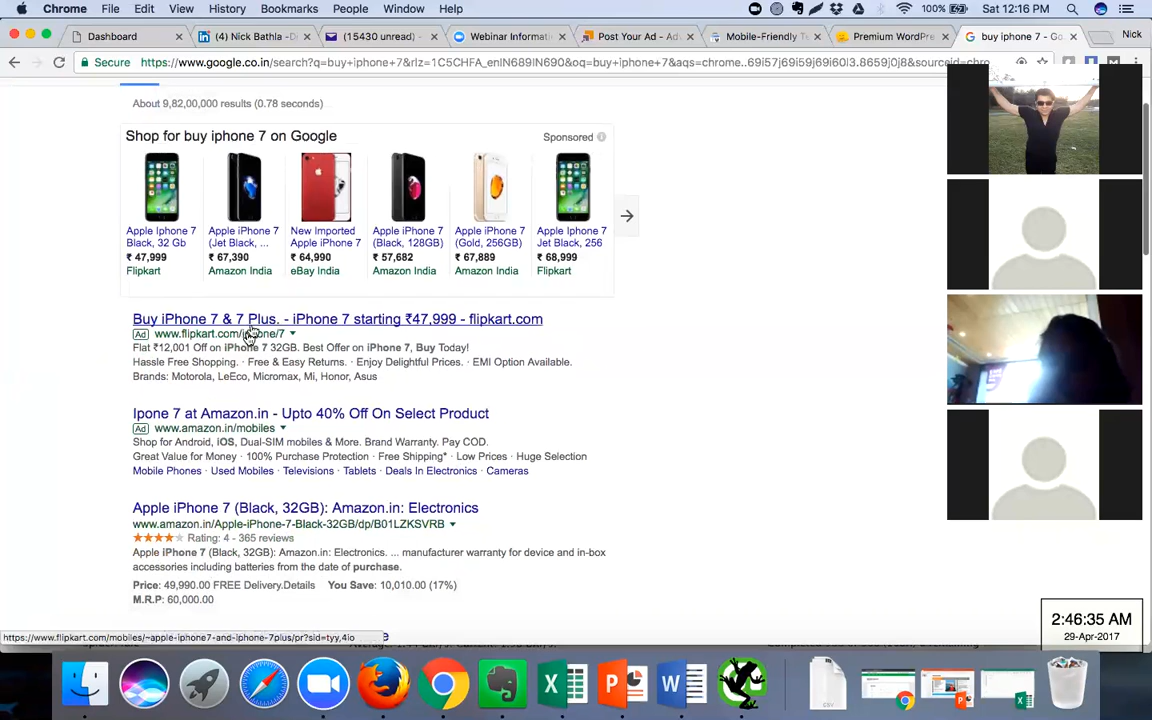 Chrome File Edit View History Bookmarks People Window Help 100% Sat 12:16 PM
Dashboard (4) Nick Bathla -Di (15430 unread) - Webinar Informati Post Your Ad - Adv Mobile-Friendly Te Premium WordPre buy iphone 7 - Go Nick
Secure https://www.google.co.in/search?q=buy+iphone+7&rlz=1C5CHFA_enIN689IN690&oq=buy+iphone+7&aqs=chrome..69i57j69i59j69i60l3.8659j0j8&sourceid=chro
About 9,82,00,000 results (0.78 seconds)
Shop for buy iphone 7 on Google Sponsored
Apple Iphone 7 Black, 32 Gb
₹ 47,999
Flipkart
Apple iPhone 7 (Jet Black, ...
₹ 67,390
Amazon India
New Imported Apple iPhone 7
₹ 64,990
eBay India
Apple iPhone 7 (Black, 128GB)
₹ 57,682
Amazon India
Apple iPhone 7 (Gold, 256GB)
₹ 67,889
Amazon India
Apple Iphone 7 Jet Black, 256
₹ 68,999
Flipkart
Buy iPhone 7 & 7 Plus. - iPhone 7 starting ₹47,999 - flipkart.com
Ad www.flipkart.com/iphone/7
Flat ₹12,001 Off on iPhone 7 32GB. Best Offer on iPhone 7, Buy Today!
Hassle Free Shipping. · Free & Easy Returns. · Enjoy Delightful Prices. · EMI Option Available.
Brands: Motorola, LeEco, Micromax, Mi, Honor, Asus
Ipone 7 at Amazon.in - Upto 40% Off On Select Product
Ad www.amazon.in/mobiles
Shop for Android, iOS, Dual-SIM mobiles & More. Brand Warranty. Pay COD.
Great Value for Money · 100% Purchase Protection · Free Shipping* · Low Prices · Huge Selection
Mobile Phones · Used Mobiles · Televisions · Tablets · Deals In Electronics · Cameras
Apple iPhone 7 (Black, 32GB): Amazon.in: Electronics
www.amazon.in/Apple-iPhone-7-Black-32GB/dp/B01LZKSVRB
Rating: 4 - 365 reviews
Apple iPhone 7 (Black, 32GB): Amazon.in: Electronics. ... manufacturer warranty for device and in-box
accessories including batteries from the date of purchase.
Price: 49,990.00 FREE Delivery.Details You Save: 10,010.00 (17%)
M.R.P: 60,000.00
https://www.flipkart.com/mobiles/~apple-iphone7-and-iphone-7plus/pr?sid=tyy,4io
2:46:35 AM
29-Apr-2017